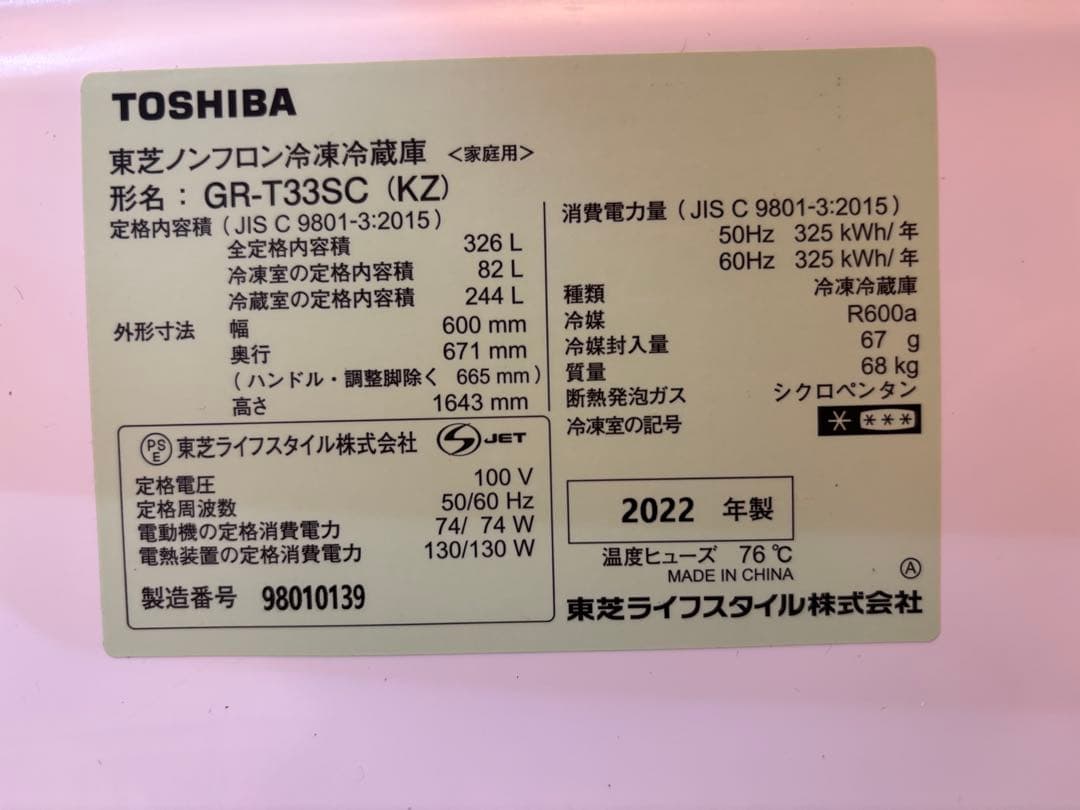 TOSHIBA
東芝ノンフロン冷凍冷蔵庫 <家庭用>
形名: GR-T33SC (KZ)
定格内容積 (JIS C 9801-3:2015)
全定格内容積 326 L
冷凍室の定格内容積 82 L
冷蔵室の定格内容積 244 L
外形寸法 幅 600 mm
奥行 671 mm
(ハンドル・調整脚除く 665 mm)
高さ 1643 mm
PS E 東芝ライフスタイル株式会社 S JET
定格電圧 100 V
定格周波数 50/60 Hz
電動機の定格消費電力 74/ 74 W
電熱装置の定格消費電力 130/130 W
製造番号 98010139
消費電力量 (JIS C 9801-3:2015)
50Hz 325 kWh/年
60Hz 325 kWh/年
種類 冷凍冷蔵庫
冷媒 R600a
冷媒封入量 67 g
質量 68 kg
断熱発泡ガス シクロペンタン
冷凍室の記号 * ***
2022 年製
温度ヒューズ 76℃
MADE IN CHINA Ⓐ
東芝ライフスタイル株式会社